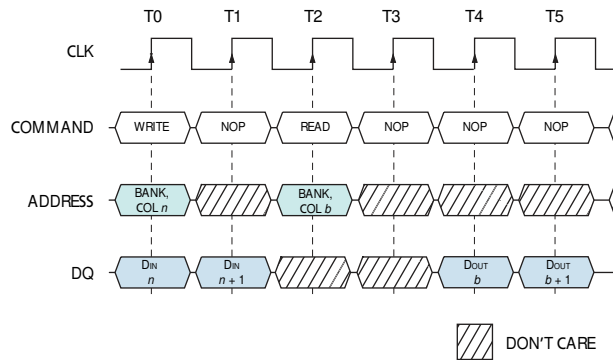 T0 T1 T2 T3 T4 T5
CLK
COMMAND WRITE NOP READ NOP NOP NOP
ADDRESS BANK, COL n BANK, COL b
DQ DIN n DIN n + 1 DOUT b DOUT b + 1
DON'T CARE